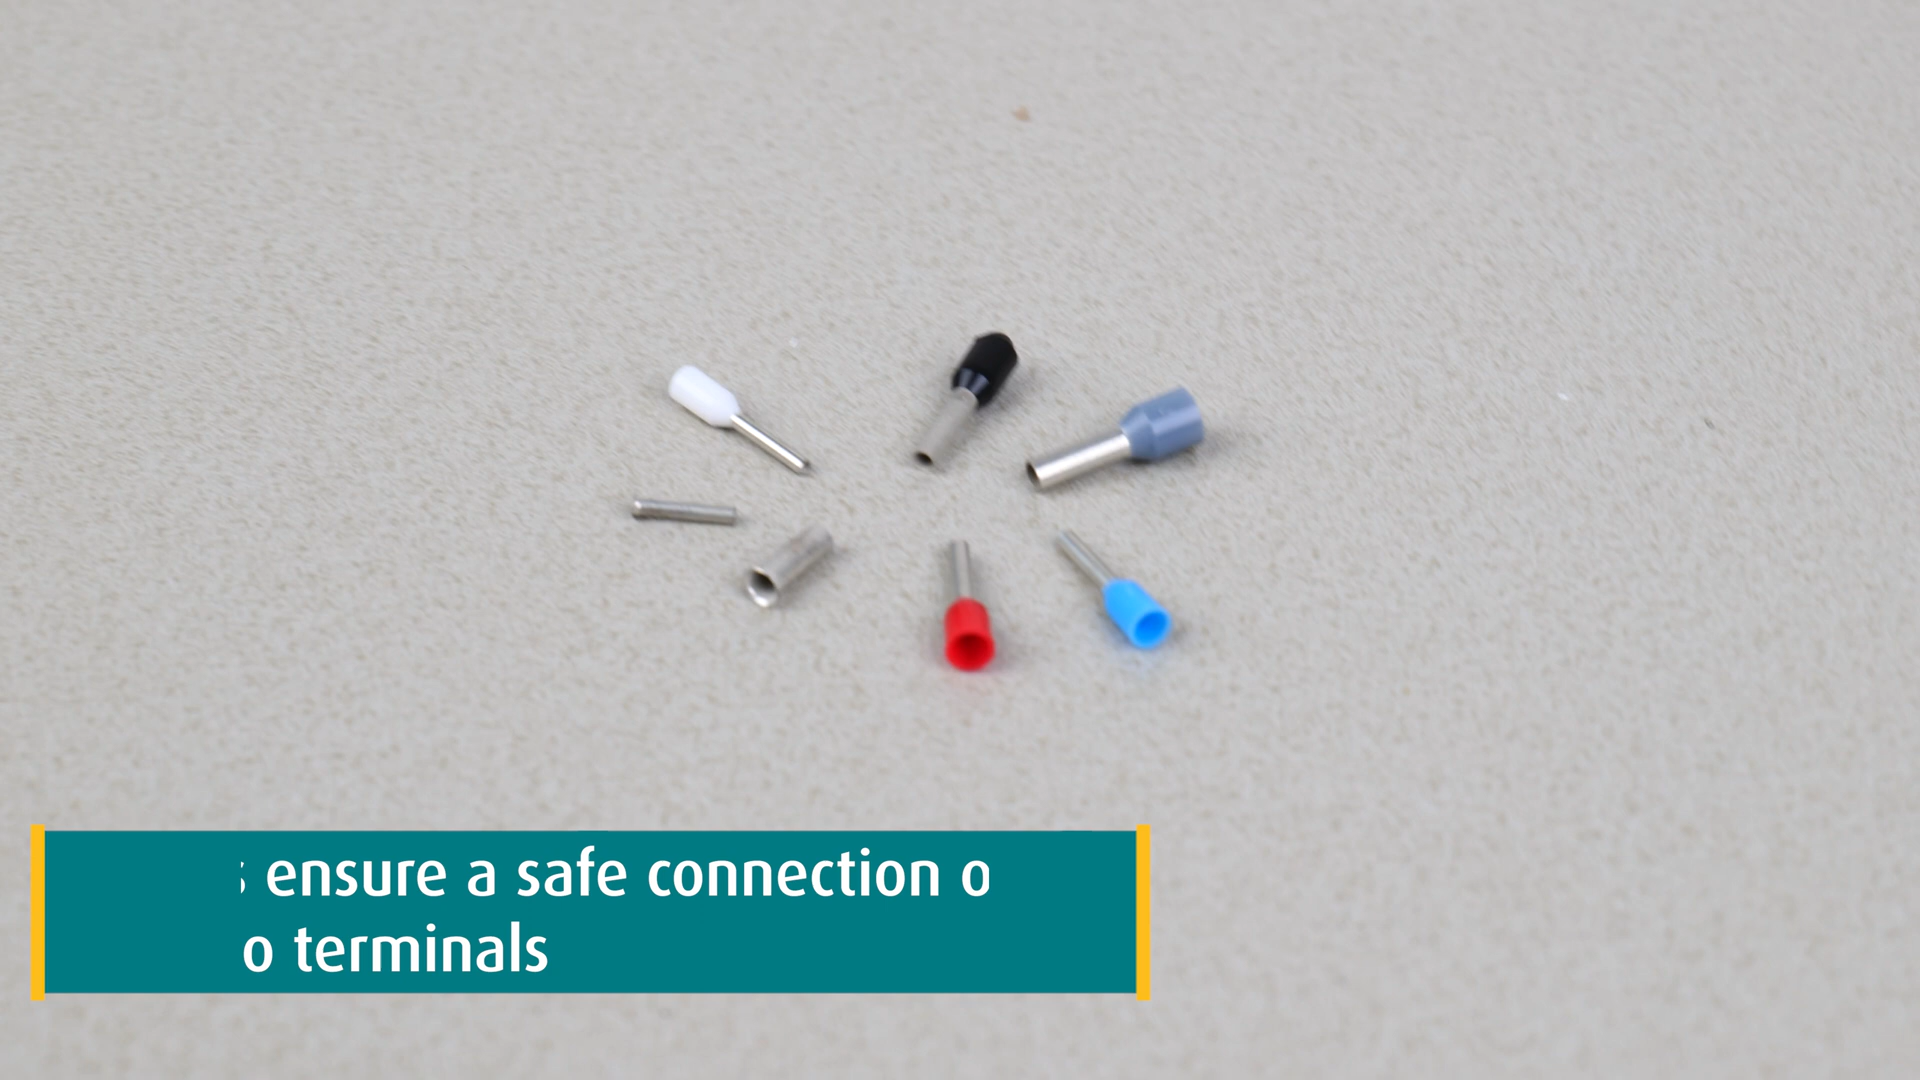 ensure a safe connection
terminals